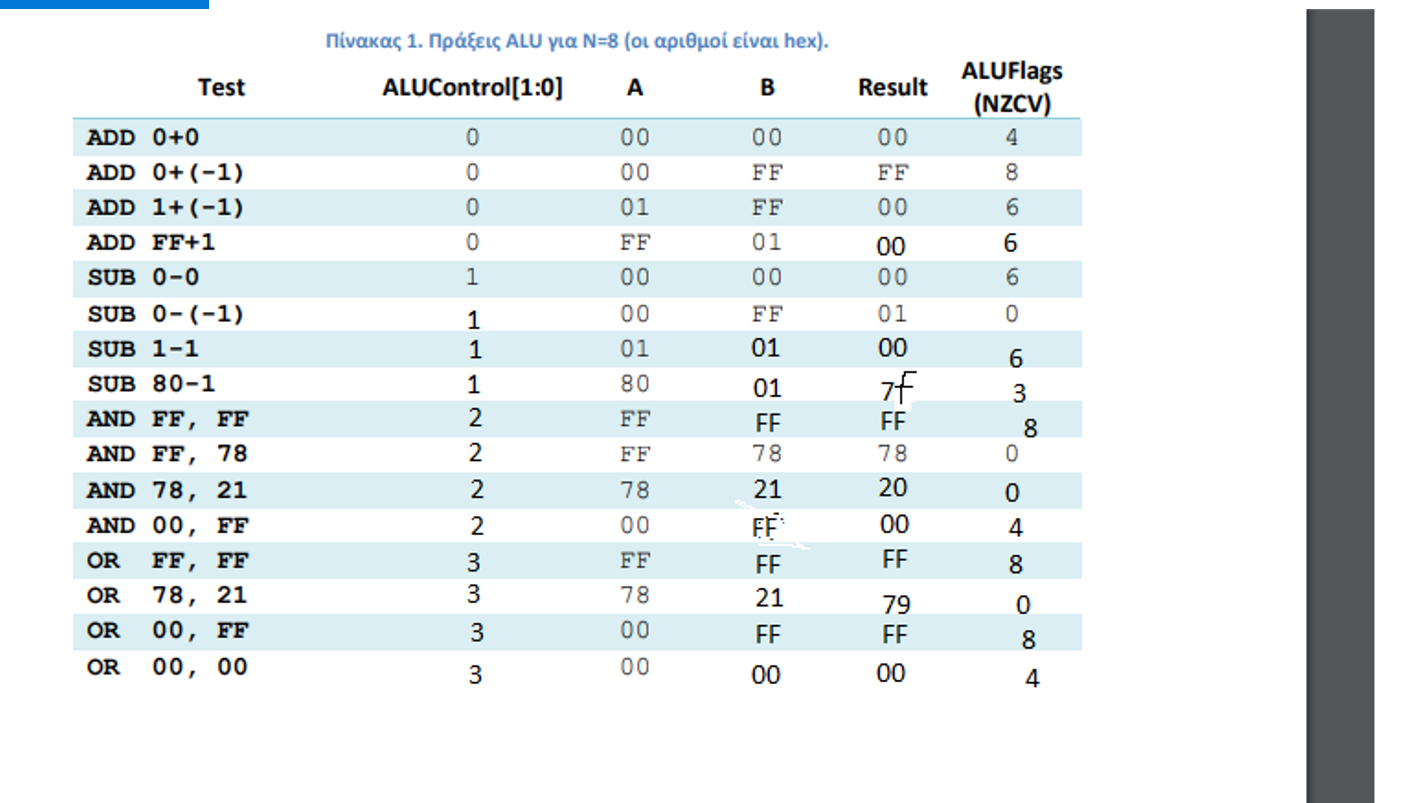 Πίνακας 1. Πράξεις ALU για N=8 (οι αριθμοί είναι hex).
Test ALUControl[1:0] A B Result ALUFlags (NZCV)
ADD 0+0 0 00 00 00 4
ADD 0+(-1) 0 00 FF FF 8
ADD 1+(-1) 0 01 FF 00 6
ADD FF+1 0 FF 01 00 6
SUB 0-0 1 00 00 00 6
SUB 0-(-1) 1 00 FF 01 0
SUB 1-1 1 01 01 00 6
SUB 80-1 1 80 01 7f 3
AND FF, FF 2 FF FF FF 8
AND FF, 78 2 FF 78 78 0
AND 78, 21 2 78 21 20 0
AND 00, FF 2 00 FF 00 4
OR FF, FF 3 FF FF FF 8
OR 78, 21 3 78 21 79 0
OR 00, FF 3 00 FF FF 8
OR 00, 00 3 00 00 00 4